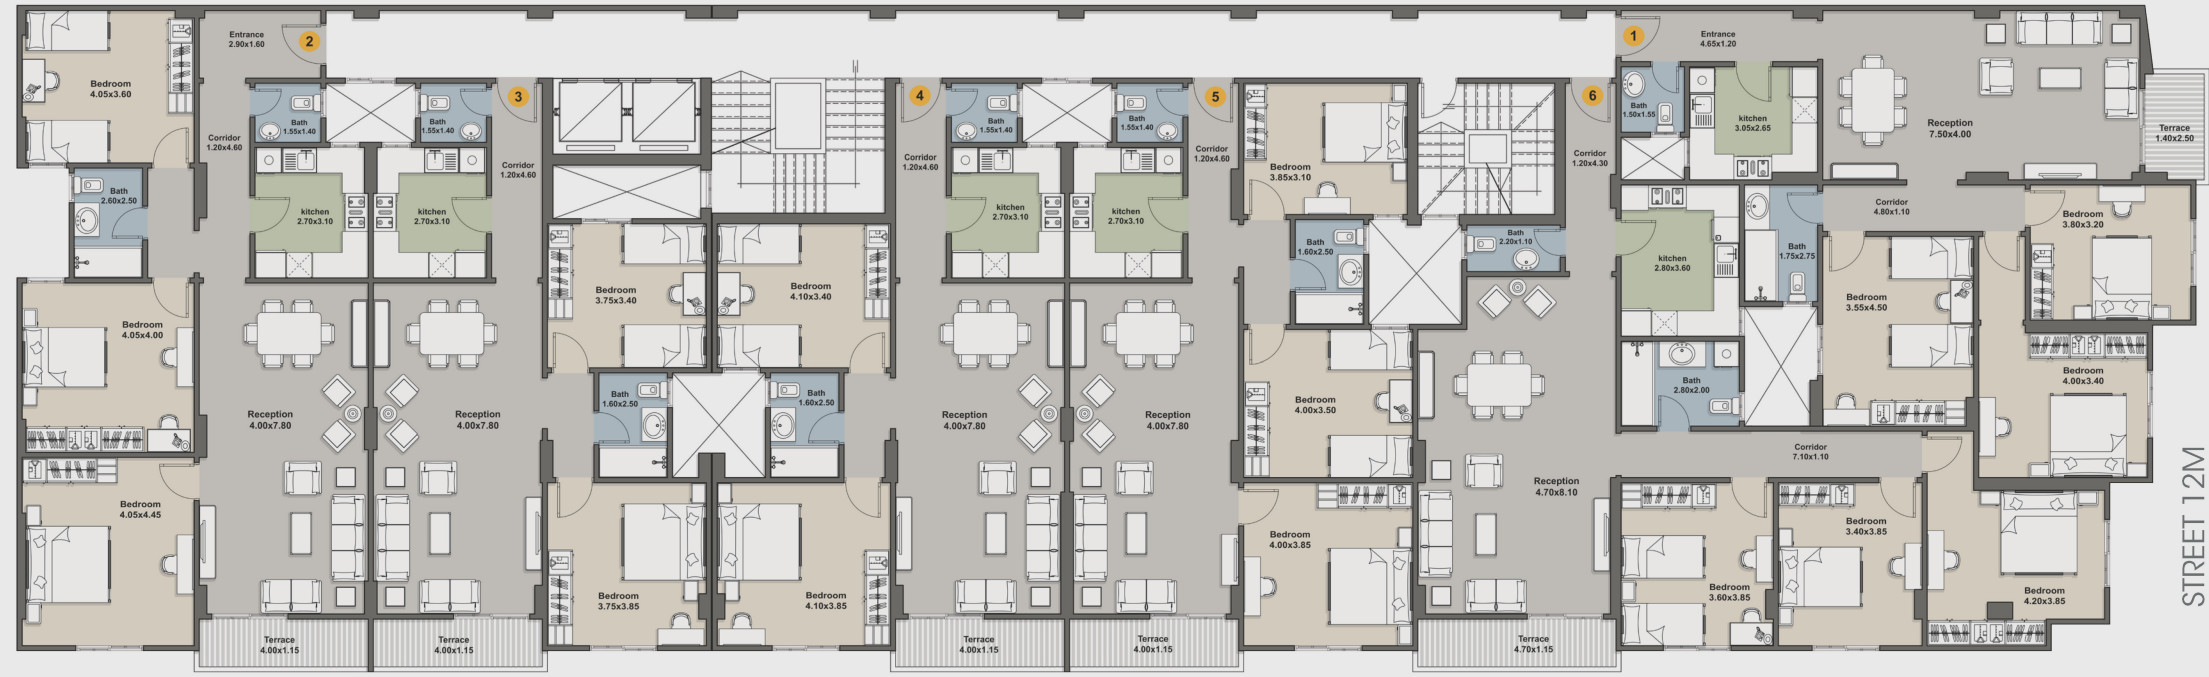 Entrance
2.90x1.60
2
Bedroom
4.05x3.60
Corridor
1.20x4.60
Bath
1.55x1.40
Bath
1.55x1.40
3
Corridor
1.20x4.60
Bath
2.60x2.50
kitchen
2.70x3.10
kitchen
2.70x3.10
Bedroom
4.05x4.00
Reception
4.00x7.80
Reception
4.00x7.80
Bedroom
4.05x4.45
Terrace
4.00x1.15
Terrace
4.00x1.15
Bedroom
3.75x3.40
Bedroom
4.10x3.40
Bath
1.60x2.50
Bath
1.60x2.50
Bedroom
3.75x3.85
Bedroom
4.10x3.85
4
Corridor
1.20x4.60
Bath
1.55x1.40
Bath
1.55x1.40
5
Corridor
1.20x4.60
kitchen
2.70x3.10
kitchen
2.70x3.10
Reception
4.00x7.80
Reception
4.00x7.80
Terrace
4.00x1.15
Terrace
4.00x1.15
Bedroom
3.85x3.10
Bath
1.60x2.50
Bedroom
4.00x3.50
Bedroom
4.00x3.85
6
Corridor
1.20x4.30
Bath
2.20x1.10
Reception
4.70x8.10
Terrace
4.70x1.15
1
Entrance
4.65x1.20
Bath
1.50x1.55
kitchen
3.05x2.65
Reception
7.50x4.00
Terrace
1.40x2.50
Corridor
4.80x1.10
Bedroom
3.80x3.20
kitchen
2.80x3.60
Bath
1.75x2.75
Bedroom
3.55x4.50
Bedroom
4.00x3.40
Bath
2.80x2.00
Corridor
7.10x1.10
Bedroom
3.60x3.85
Bedroom
3.40x3.85
Bedroom
4.20x3.85
STREET 12M